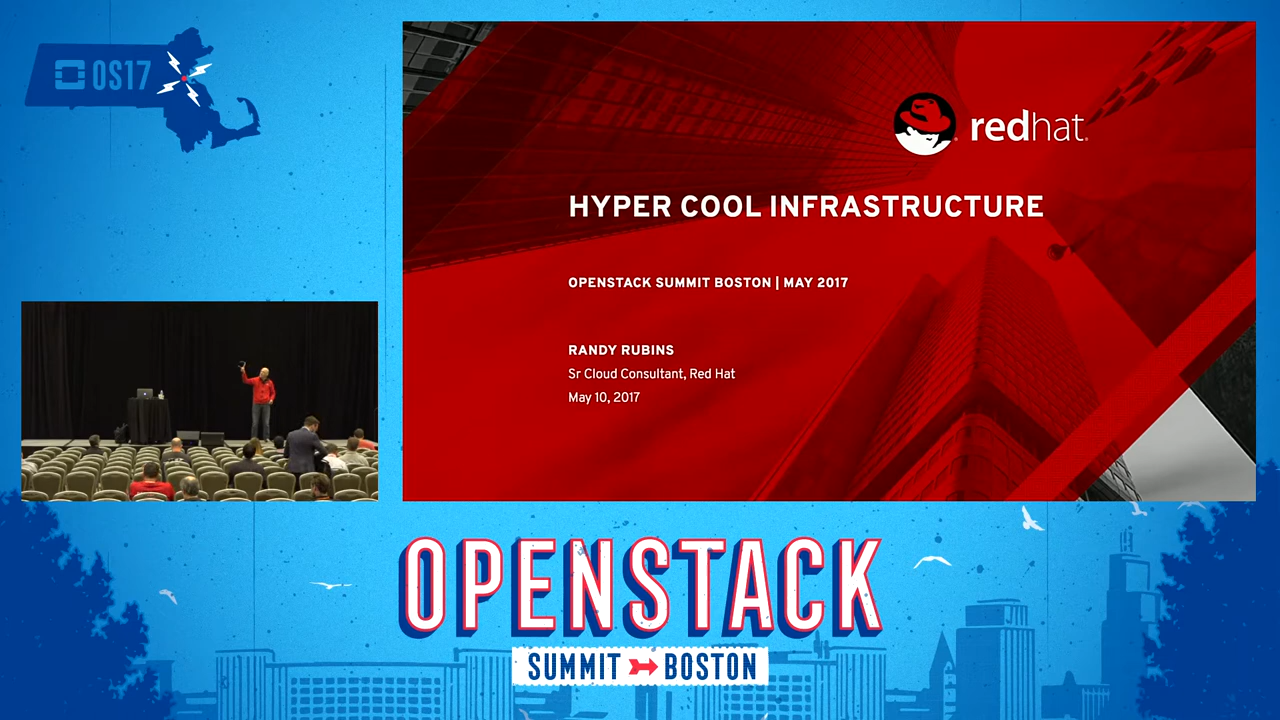 OS17
redhat.
HYPER COOL INFRASTRUCTURE
OPENSTACK SUMMIT BOSTON | MAY 2017
RANDY RUBINS
Sr Cloud Consultant, Red Hat
May 10, 2017
OPENSTACK
SUMMIT BOSTON